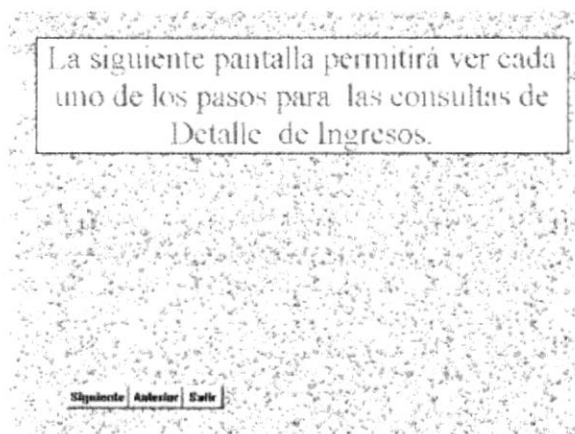 La siguiente pantalla permitirá ver cada
uno de los pasos para las consultas de
Detalle de Ingresos.
Siguiente Anterior Salir